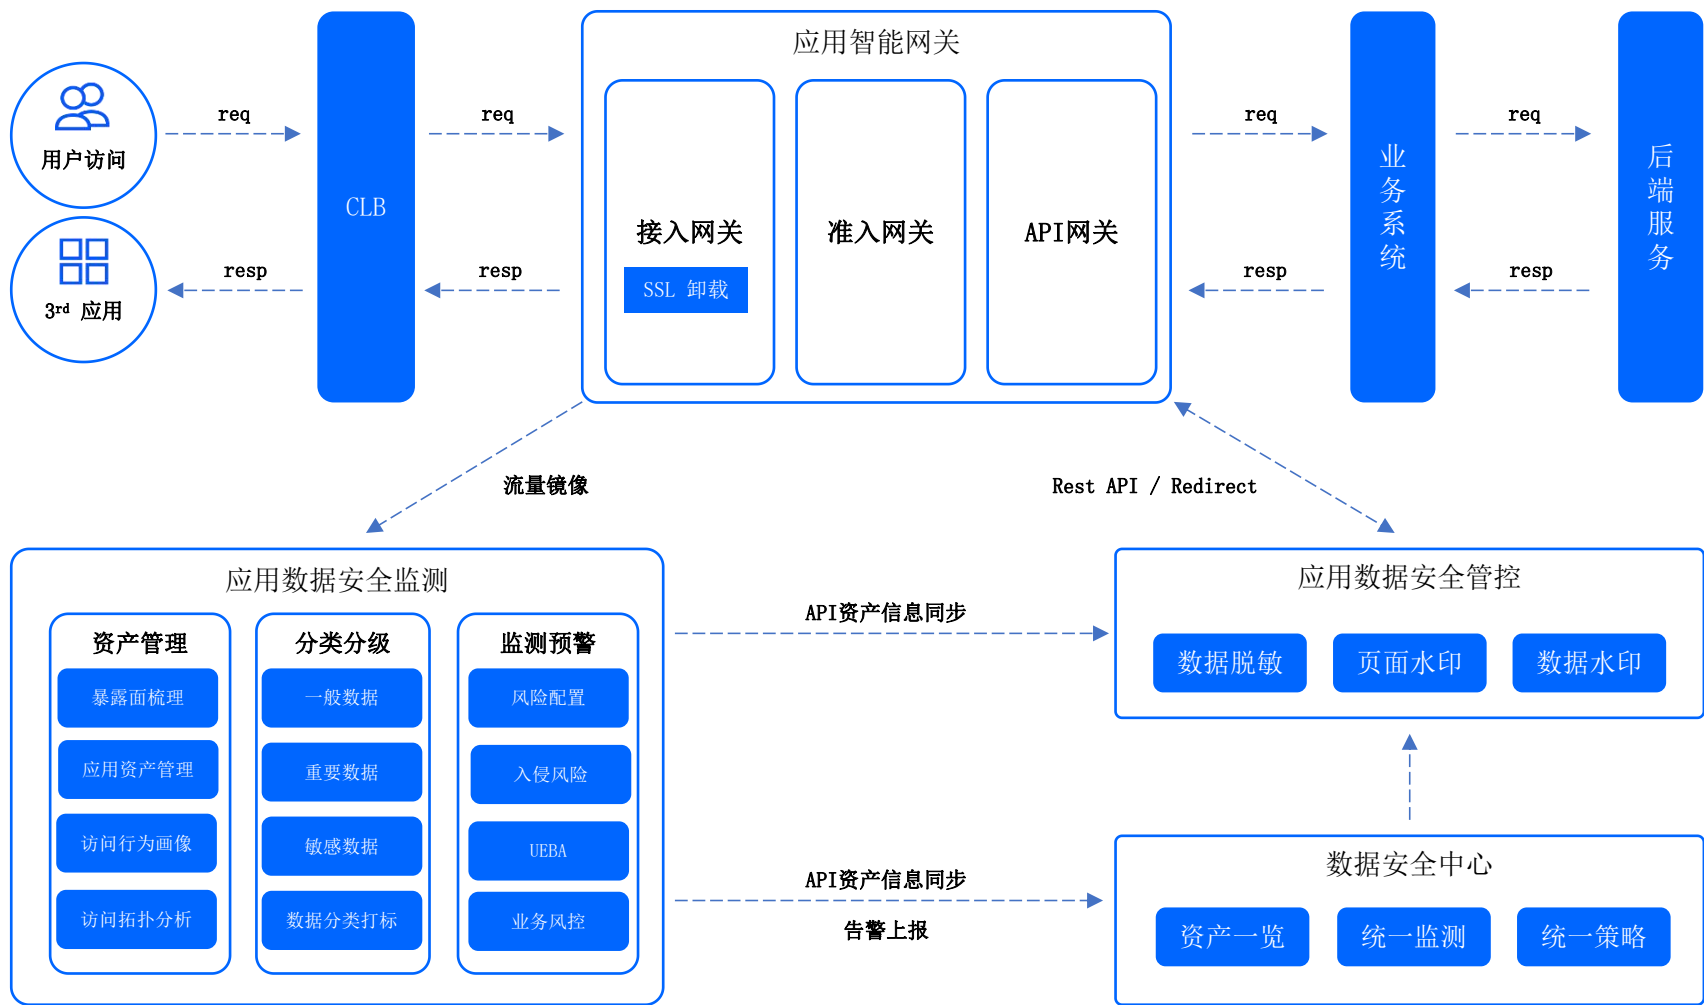 应用智能网关
用户访问
3rd 应用
req
resp
CLB
req
resp
接入网关
SSL 卸载
准入网关
API网关
req
resp
业
务
系
统
req
resp
后
端
服
务
流量镜像
Rest API / Redirect
应用数据安全监测
资产管理
暴露面梳理
应用资产管理
访问行为画像
访问拓扑分析
分类分级
一般数据
重要数据
敏感数据
数据分类打标
监测预警
风险配置
入侵风险
UEBA
业务风控
API资产信息同步
API资产信息同步
告警上报
应用数据安全管控
数据脱敏
页面水印
数据水印
数据安全中心
资产一览
统一监测
统一策略